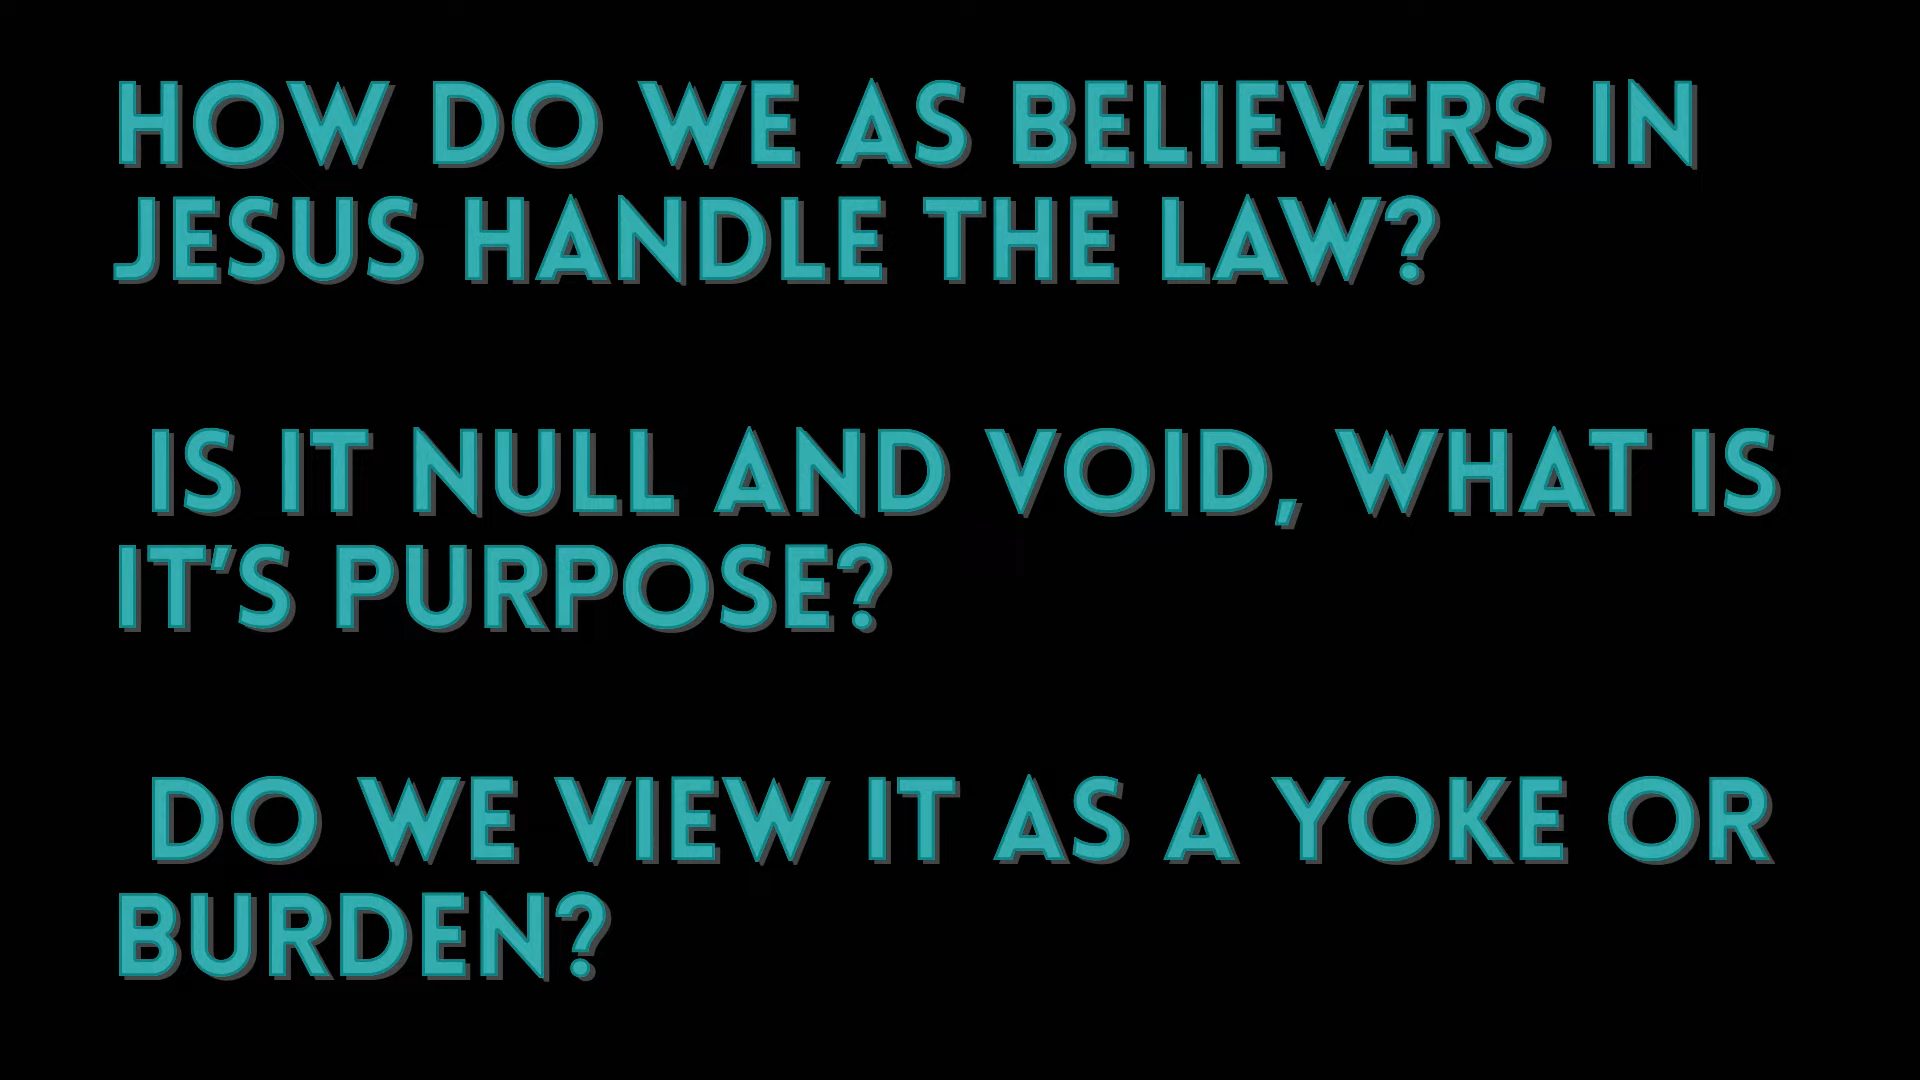 HOW DO WE AS BELIEVERS IN
JESUS HANDLE THE LAW?
IS IT NULL AND VOID, WHAT IS
IT'S PURPOSE?
DO WE VIEW IT AS A YOKE OR
BURDEN?